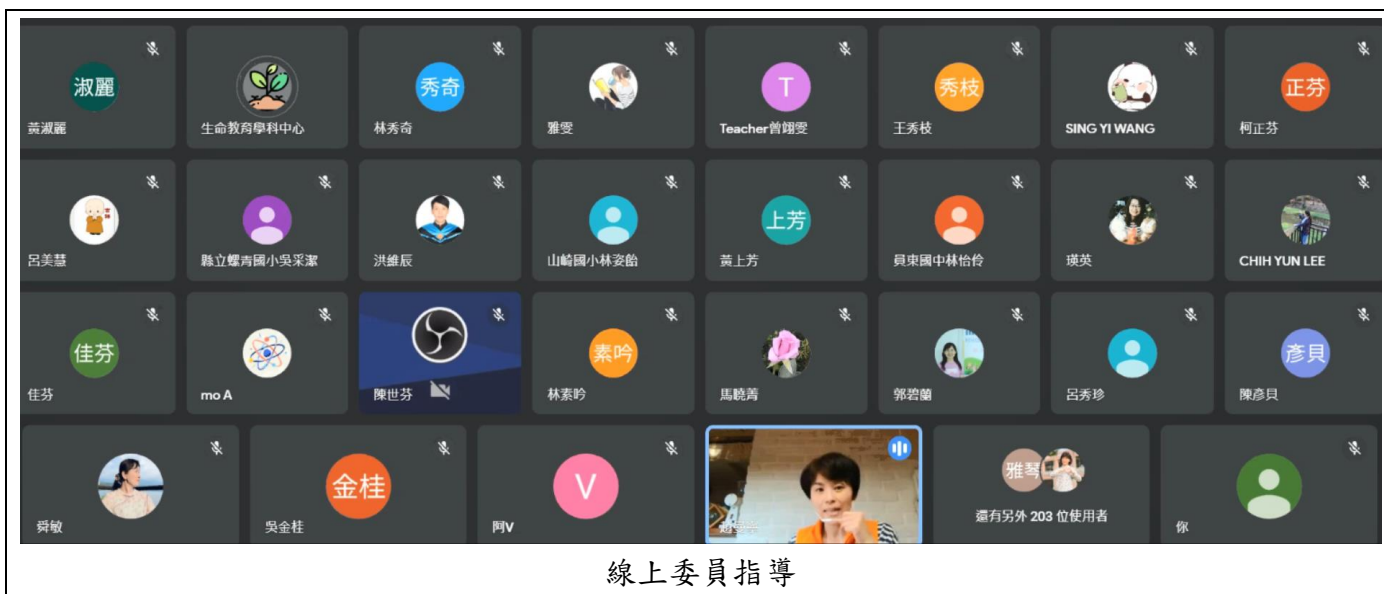 淑麗
黃淑麗
生命教育學科中心
秀奇
林秀奇
雅雯
T
Teacher曾翊雯
秀枝
王秀枝
SING YI WANG
正芬
柯正芬
呂美慧
縣立螺青國小吳采潔
洪維辰
山崎國小林姿飴
上芳
黃上芳
員東國中林怡伶
瑛英
CHIH YUN LEE
佳芬
佳芬
mo A
陳世芬
素吟
林素吟
馬曉菁
郭碧蘭
呂秀珍
彥貝
陳彥貝
舜敏
金桂
吳金桂
V
阿V
雅琴
還有另外 203 位使用者
你
線上委員指導